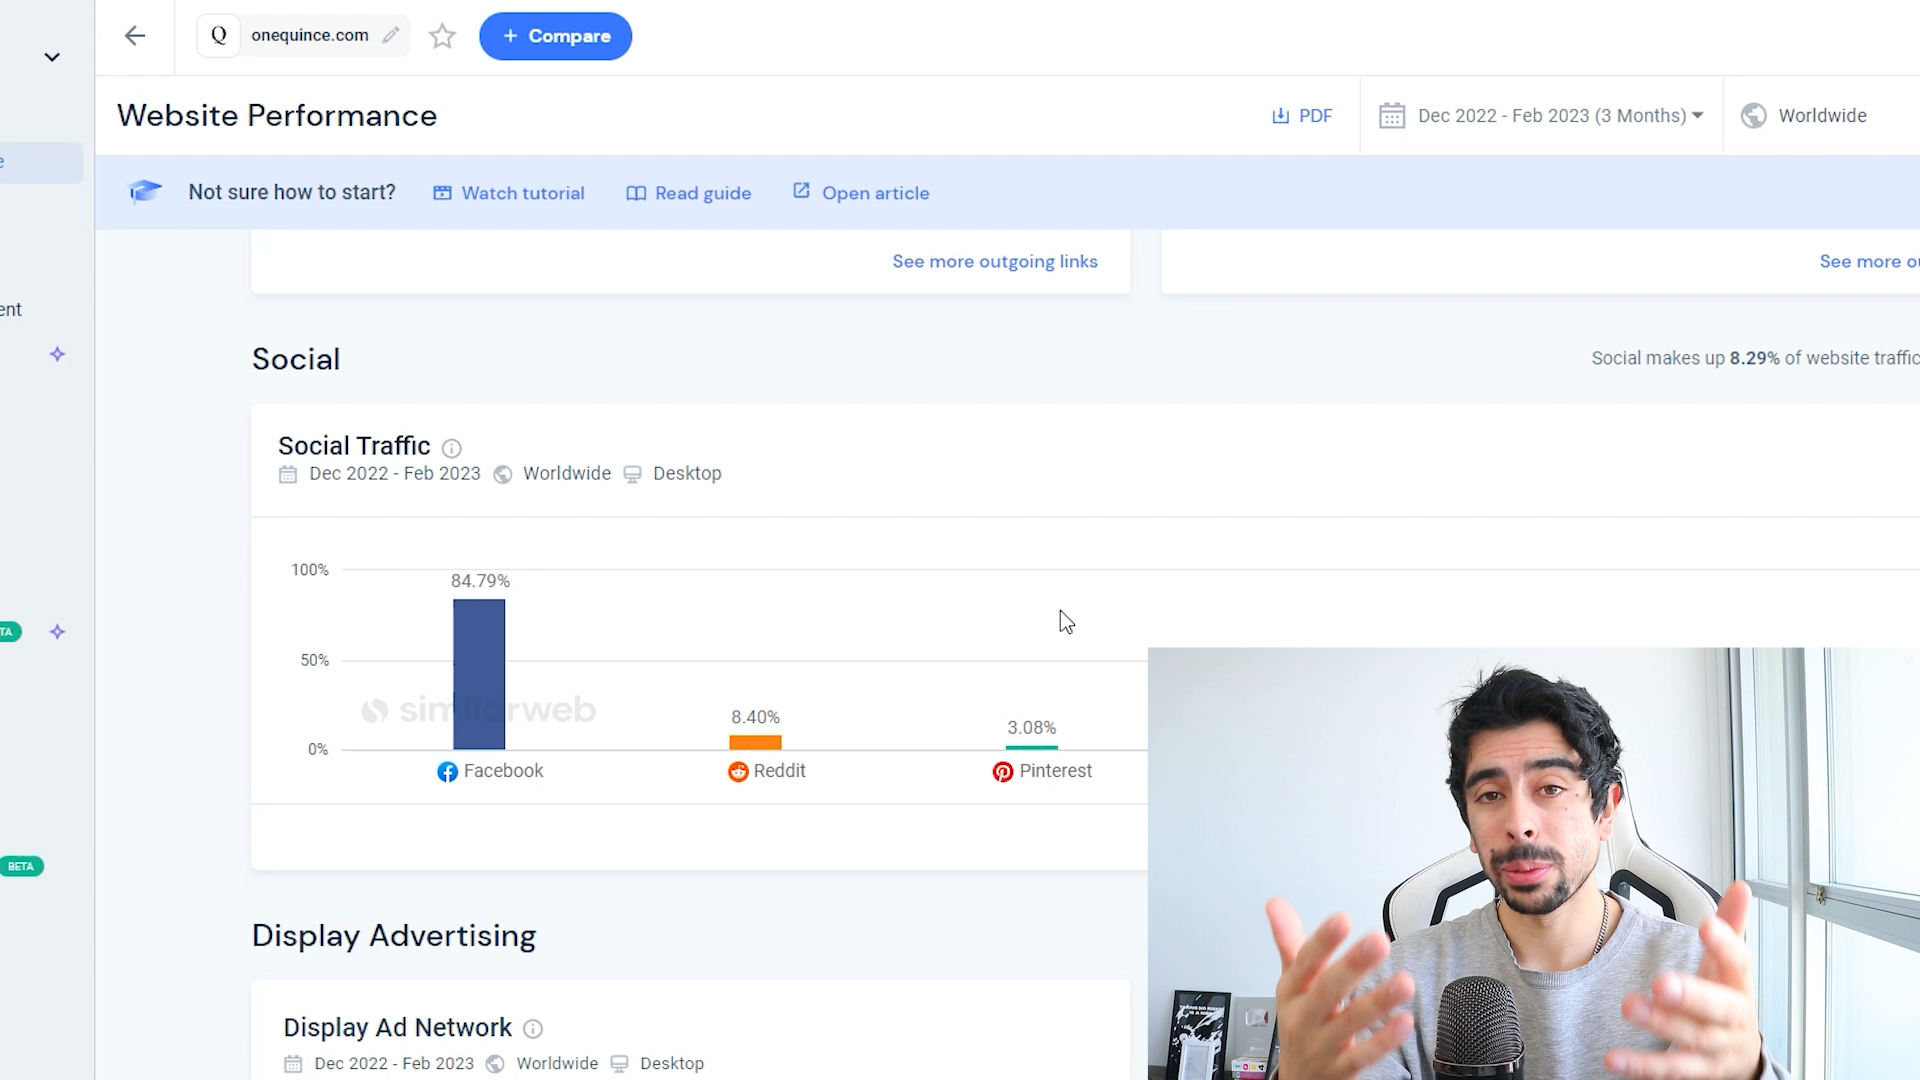 Q onequince.com + Compare
Website Performance PDF Dec 2022 - Feb 2023 (3 Months) Worldwide
e
Not sure how to start? Watch tutorial Read guide Open article
See more outgoing links See more ou
ent
Social Social makes up 8.29% of website traffic
Social Traffic
Dec 2022 - Feb 2023 Worldwide Desktop
100%
84.79%
TA
50%
similarweb
8.40%
3.08%
0%
Facebook Reddit Pinterest
BETA
Display Advertising
Display Ad Network
Dec 2022 - Feb 2023 Worldwide Desktop